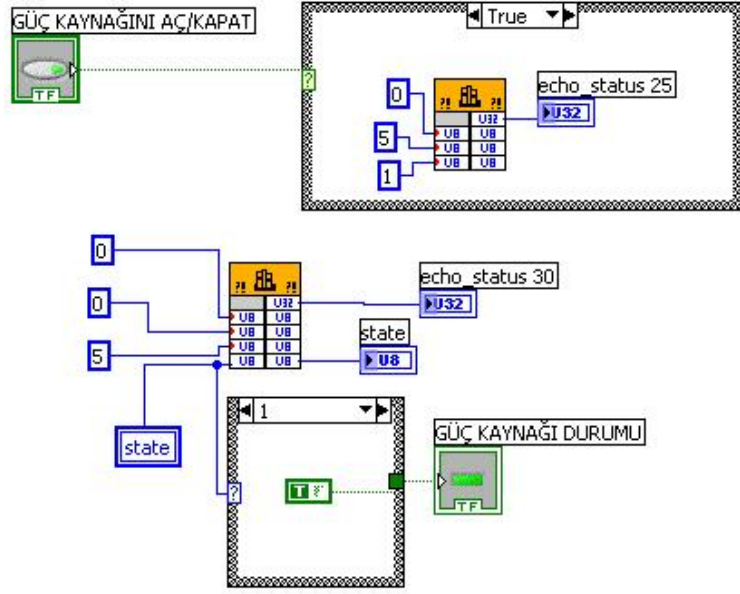 GÜÇ KAYNAĞINI AÇ/KAPAT
TF
True
?
0
5
1
?! ?!
U32
U8 U8
U8 U8
U8 U8
echo_status 25
U32
0
0
5
state
?! ?!
U32
U8 U8
U8 U8
U8 U8
U8 U8
echo_status 30
U32
state
U8
1
?
T
GÜÇ KAYNAĞI DURUMU
TF